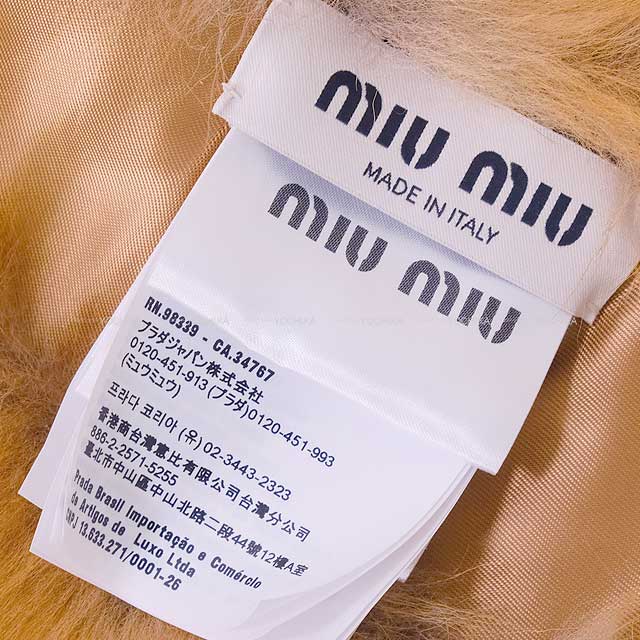 MIU MIU
MADE IN ITALY
MIU MIU
RN.98339 - CA.34767
プラダジャパン株式会社
0120-451-913 (プラダ)0120-451-993
(ミュウミュウ)
프라다 코리아 (유) 02-3443-2323
香港商台灣惠比有限公司台灣分公司
886-2-2571-5255
臺北市中山區中山北路二段44號12樓A室
Prada Brasil Importação e Comércio
de Artigos de Luxo Ltda
CNPJ 13,633.271/0001-26